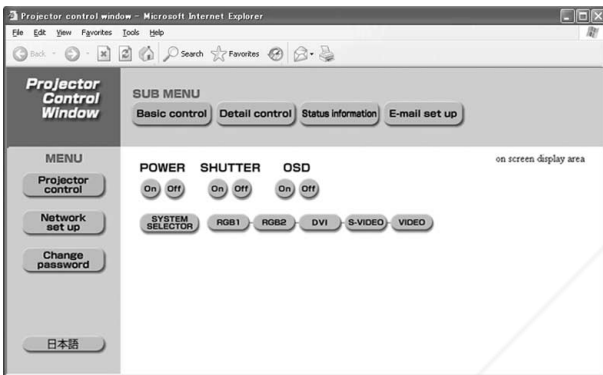 Projector control window - Microsoft Internet Explorer
File Edit View Favorites Tools Help
Back Search Favorites
Projector
Control
Window
SUB MENU
Basic control Detail control Status information E-mail set up
MENU
Projector
control
Network
set up
Change
password
日本語
POWER SHUTTER OSD
On Off On Off On Off
SYSTEM
SELECTOR
RGB1 RGB2 DVI S-VIDEO VIDEO
on screen display area